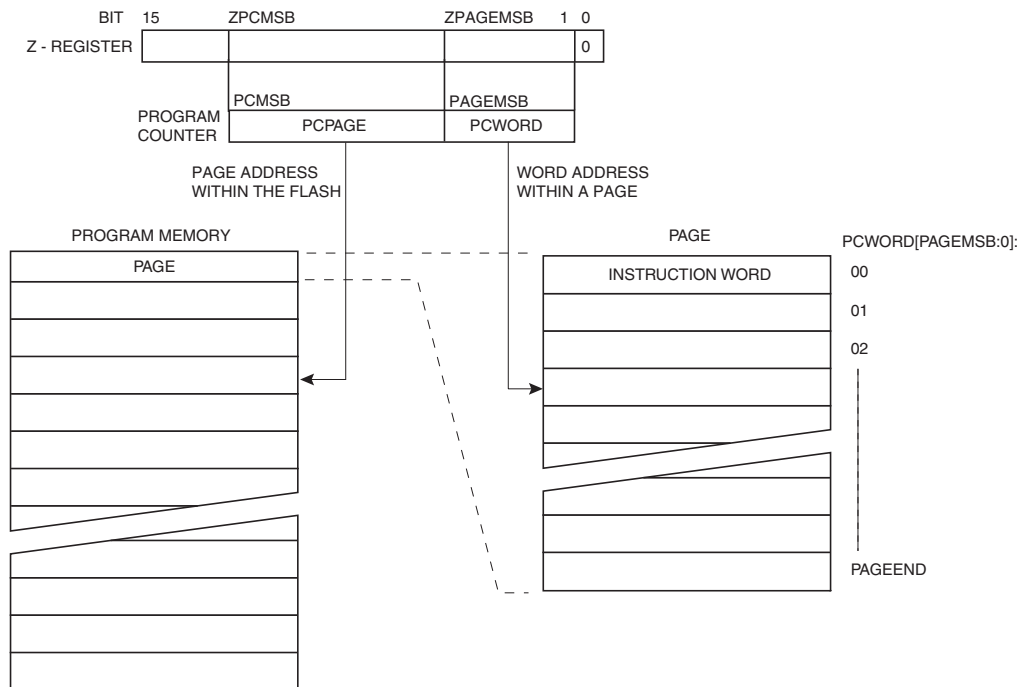 BIT 15 ZPCMSB ZPAGEMSB 1 0
Z - REGISTER 0
PCMSB PAGEMSB
PROGRAM
COUNTER
PCPAGE PCWORD
PAGE ADDRESS
WITHIN THE FLASH
WORD ADDRESS
WITHIN A PAGE
PROGRAM MEMORY
PAGE
PAGE
INSTRUCTION WORD
PCWORD[PAGEMSB:0]:
00
01
02
PAGEEND